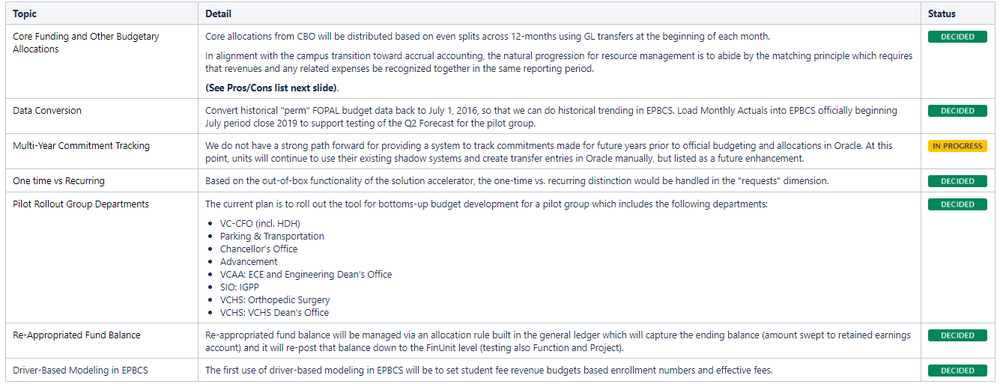 Topic
Detail
Status
Core Funding and Other Budgetary
Allocations
Core allocations from CBO will be distributed based on even splits across 12-months using GL transfers at the beginning of each month.
In alignment with the campus transition toward accrual accounting, the natural progression for resource management is to abide by the matching principle which requires
that revenues and any related expenses be recognized together in the same reporting period.
(See Pros/Cons list next slide).
DECIDED
Data Conversion
Convert historical "perm" FOPAL budget data back to July 1, 2016, so that we can do historical trending in EPBCS. Load Monthly Actuals into EPBCS officially beginning
July period close 2019 to support testing of the Q2 Forecast for the pilot group.
DECIDED
Multi-Year Commitment Tracking
We do not have a strong path forward for providing a system to track commitments made for future years prior to official budgeting and allocations in Oracle. At this
point, units will continue to use their existing shadow systems and create transfer entries in Oracle manually, but listed as a future enhancement.
IN PROGRESS
One time vs Recurring
Based on the out-of-box functionality of the solution accelerator, the one-time vs. recurring distinction would be handled in the "requests" dimension.
DECIDED
Pilot Rollout Group Departments
The current plan is to roll out the tool for bottoms-up budget development for a pilot group which includes the following departments:
• VC-CFO (incl. HDH)
• Parking & Transportation
• Chancellor's Office
• Advancement
• VCAA: ECE and Engineering Dean's Office
• SIO: IGPP
• VCHS: Orthopedic Surgery
• VCHS: VCHS Dean's Office
DECIDED
Re-Appropriated Fund Balance
Re-appropriated fund balance will be managed via an allocation rule built in the general ledger which will capture the ending balance (amount swept to retained earnings
account) and it will re-post that balance down to the FinUnit level (testing also Function and Project).
DECIDED
Driver-Based Modeling in EPBCS
The first use of driver-based modeling in EPBCS will be to set student fee revenue budgets based enrollment numbers and effective fees.
DECIDED